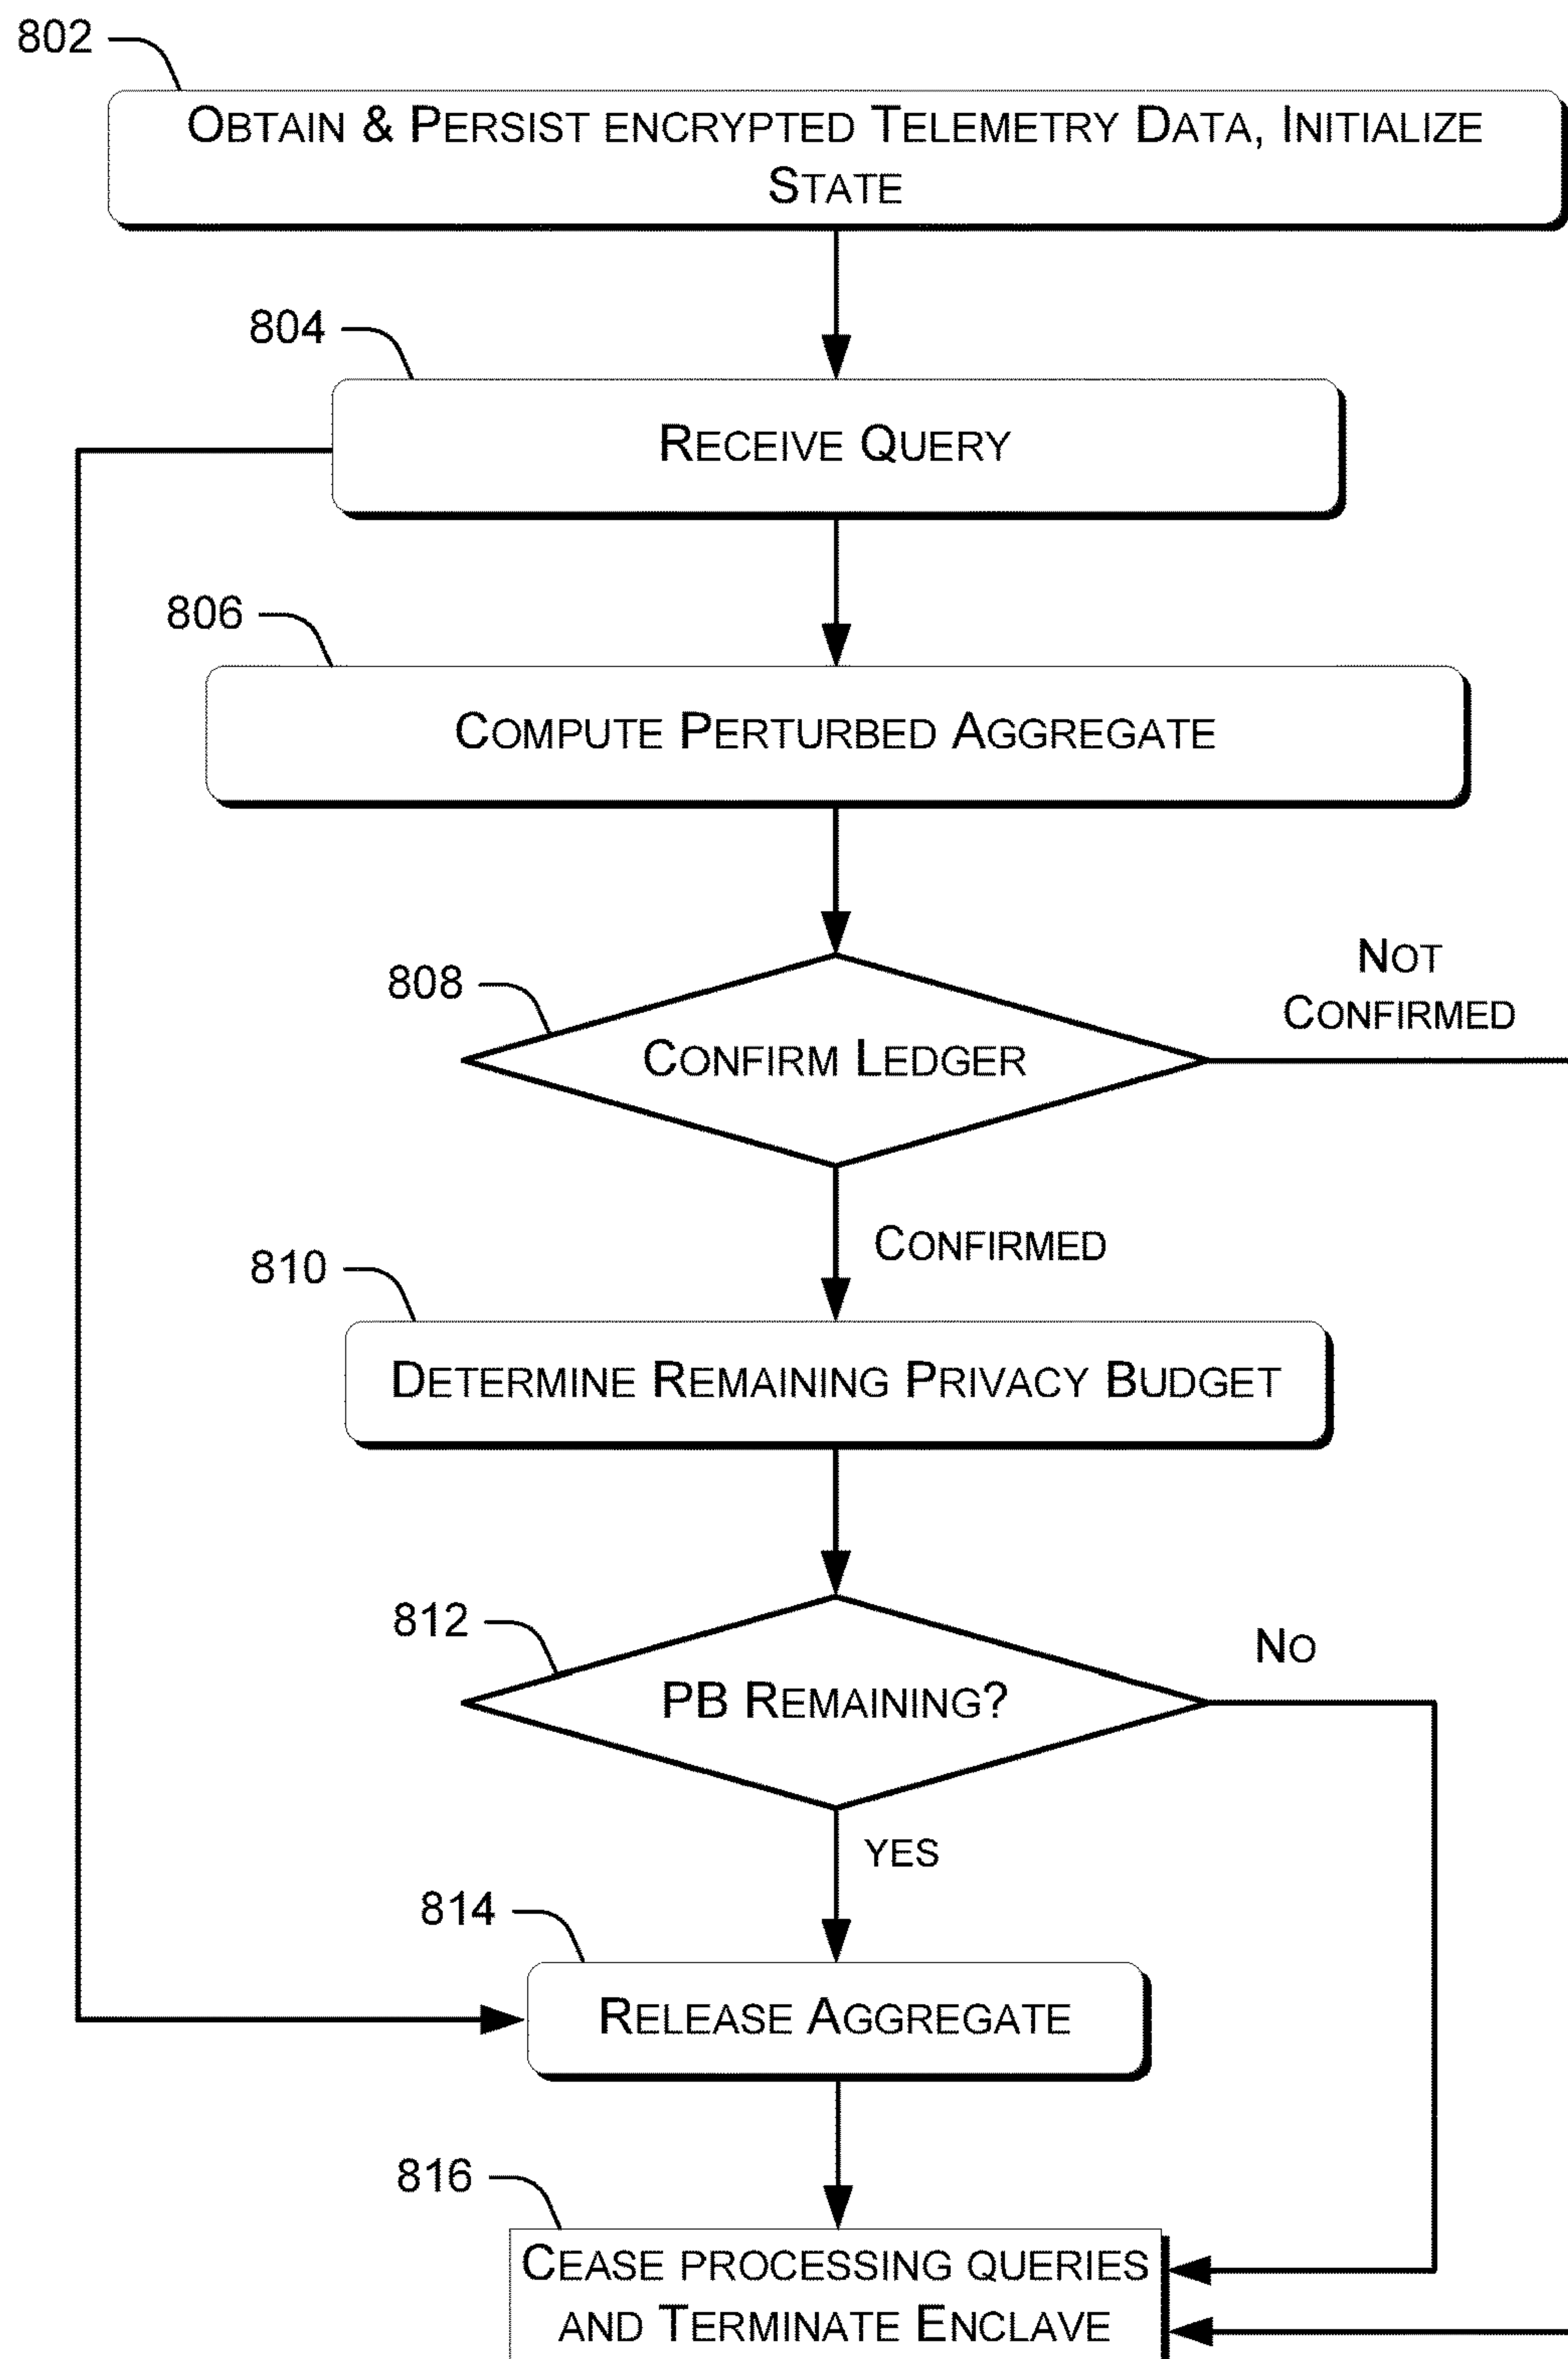 802
OBTAIN & PERSIST ENCRYPTED TELEMETRY DATA, INITIALIZE
STATE
804
RECEIVE QUERY
806
COMPUTE PERTURBED AGGREGATE
808
CONFIRM LEDGER
NOT
CONFIRMED
CONFIRMED
810
DETERMINE REMAINING PRIVACY BUDGET
812
PB REMAINING?
NO
YES
814
RELEASE AGGREGATE
816
CEASE PROCESSING QUERIES
AND TERMINATE ENCLAVE